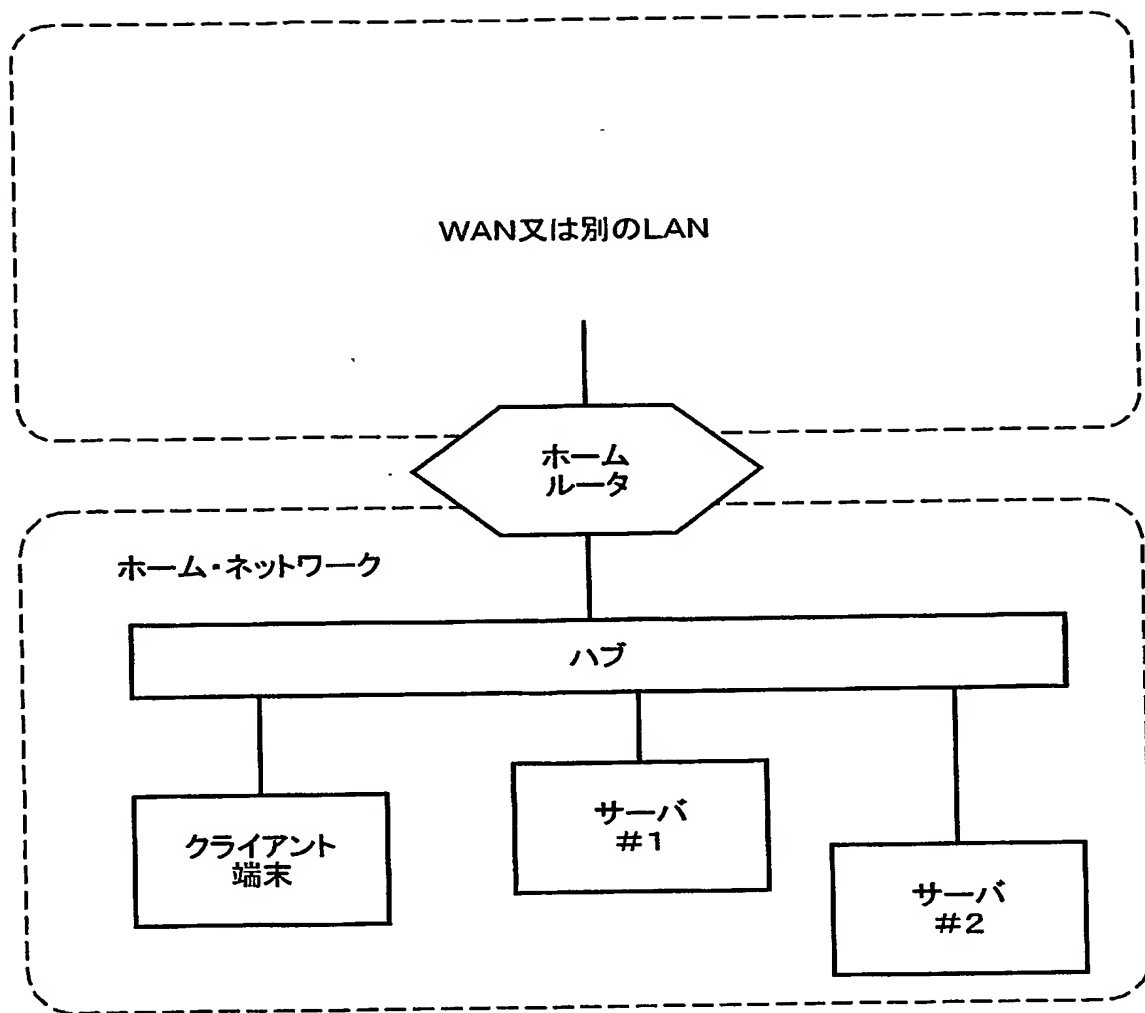 WAN又は別のLAN
ホーム
ルータ
ホーム・ネットワーク
ハブ
クライアント
端末
サーバ
#1
サーバ
#2